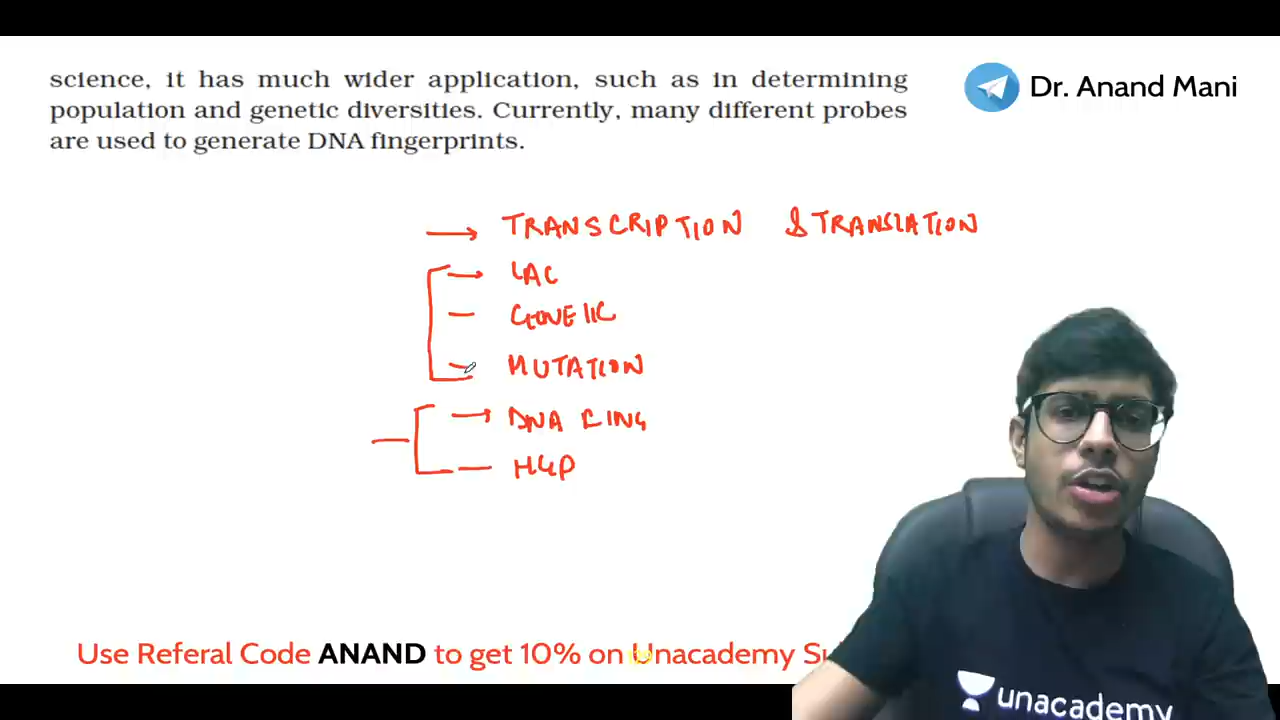 science, it has much wider application, such as in determining
population and genetic diversities. Currently, many different probes
are used to generate DNA fingerprints.
Dr. Anand Mani
TRANSCRIPTION & TRANSLATION
LAC
GENETIC
MUTATION
DNA
HGP
Use Referal Code ANAND to get 10% on Unacademy
unacademy